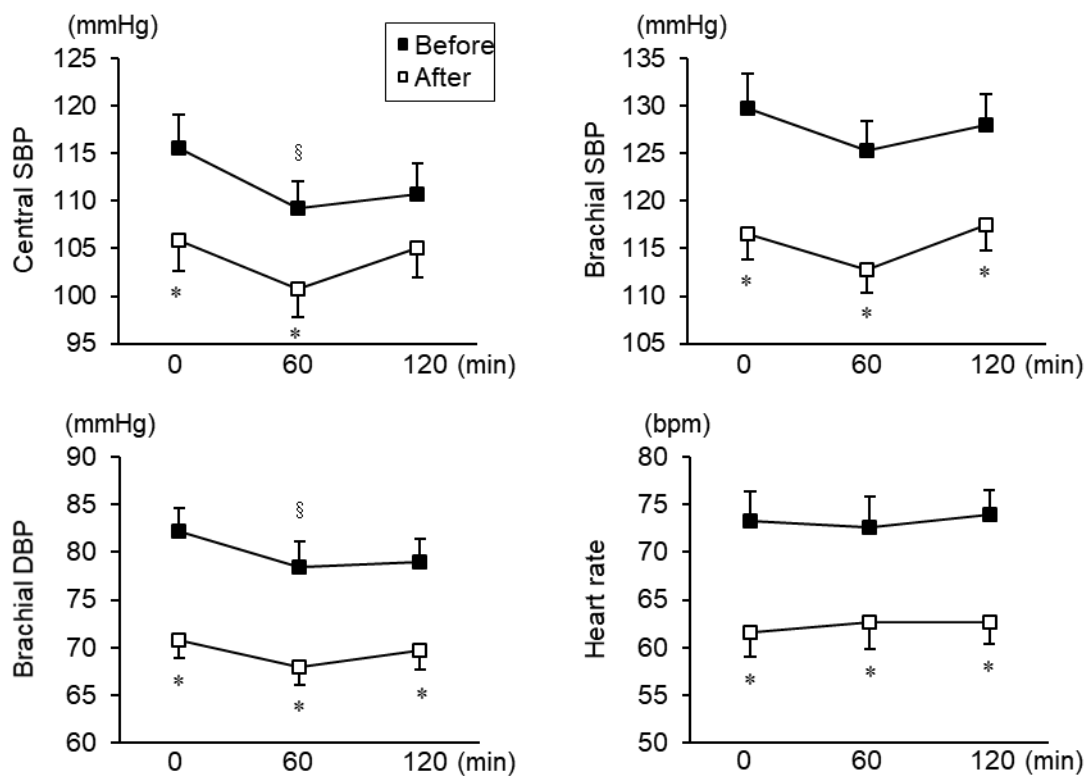 (mmHg)
125
120
115
110
105
100
95
Central SBP
Before
After
§
*
*
0 60 120 (min)
(mmHg)
135
130
125
120
115
110
105
Brachial SBP
*
*
*
0 60 120 (min)
(mmHg)
90
85
80
75
70
65
60
Brachial DBP
§
*
*
*
0 60 120 (min)
(bpm)
80
75
70
65
60
55
50
Heart rate
*
*
*
0 60 120 (min)